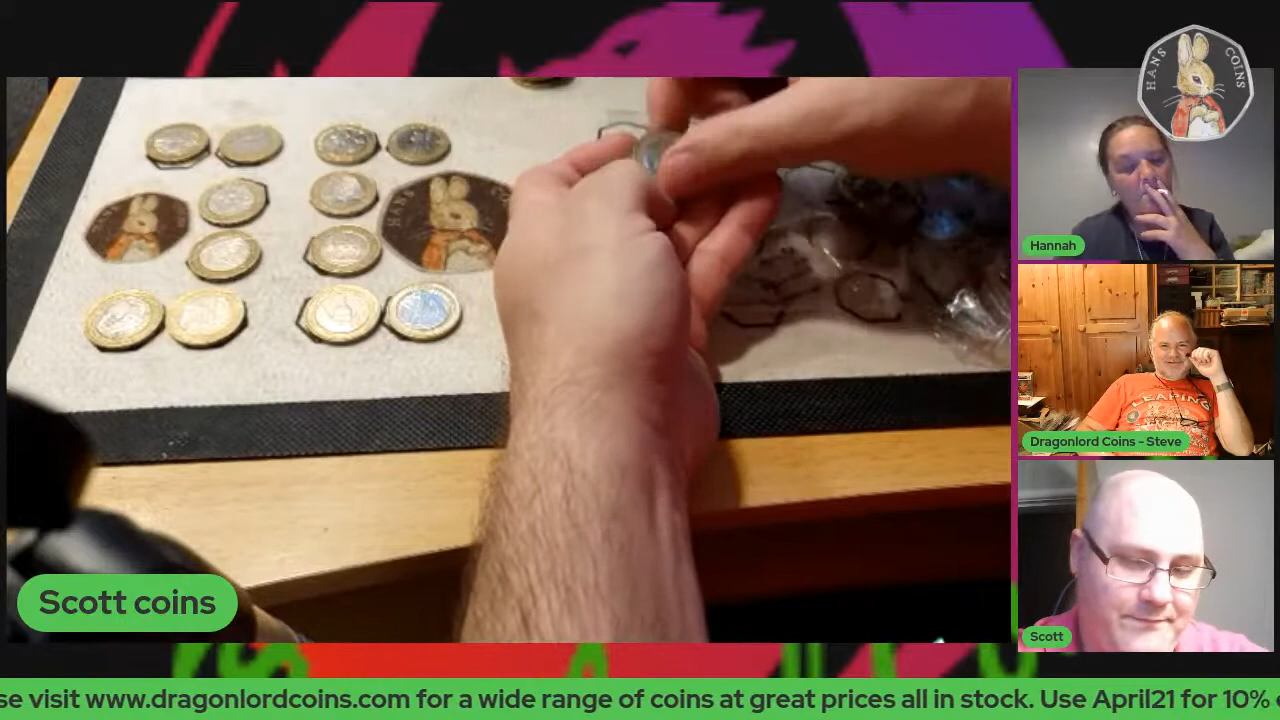 HANS COINS
Hannah
LEAPING
Dragonlord Coins - Steve
Scott coins
Scott
se visit www.dragonlordcoins.com for a wide range of coins at great prices all in stock. Use April21 for 10%